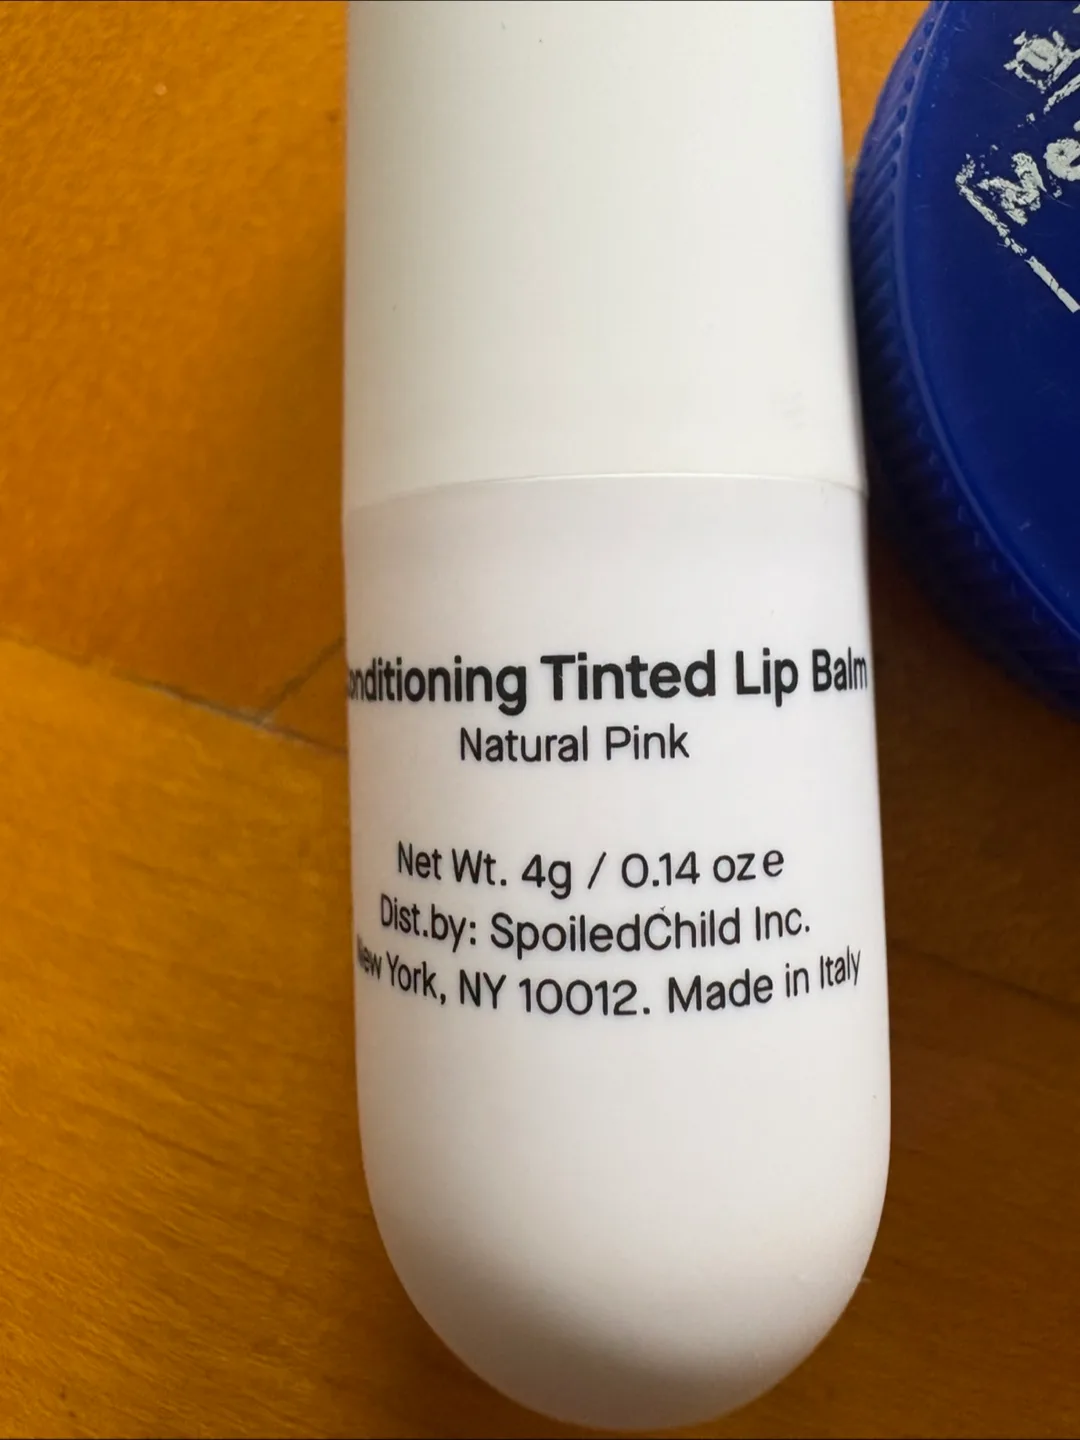 onditioning Tinted Lip Balm
Natural Pink
Net Wt. 4g / 0.14 oz e
Dist.by: SpoiledChild Inc.
New York, NY 10012. Made in Italy